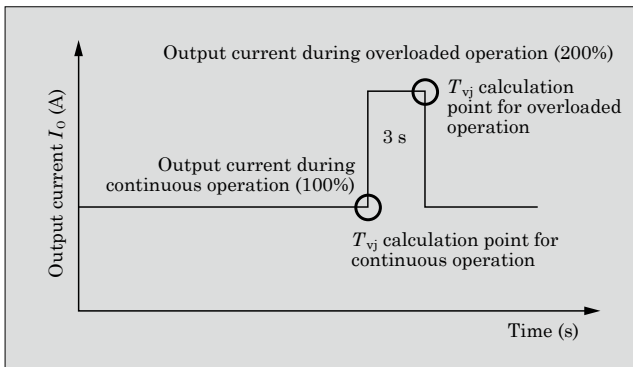 Output current during overloaded operation (200%)
T_vj calculation
point for overloaded
operation
3 s
Output current during
continuous operation (100%)
T_vj calculation point for
continuous operation
Output current I_O (A)
Time (s)